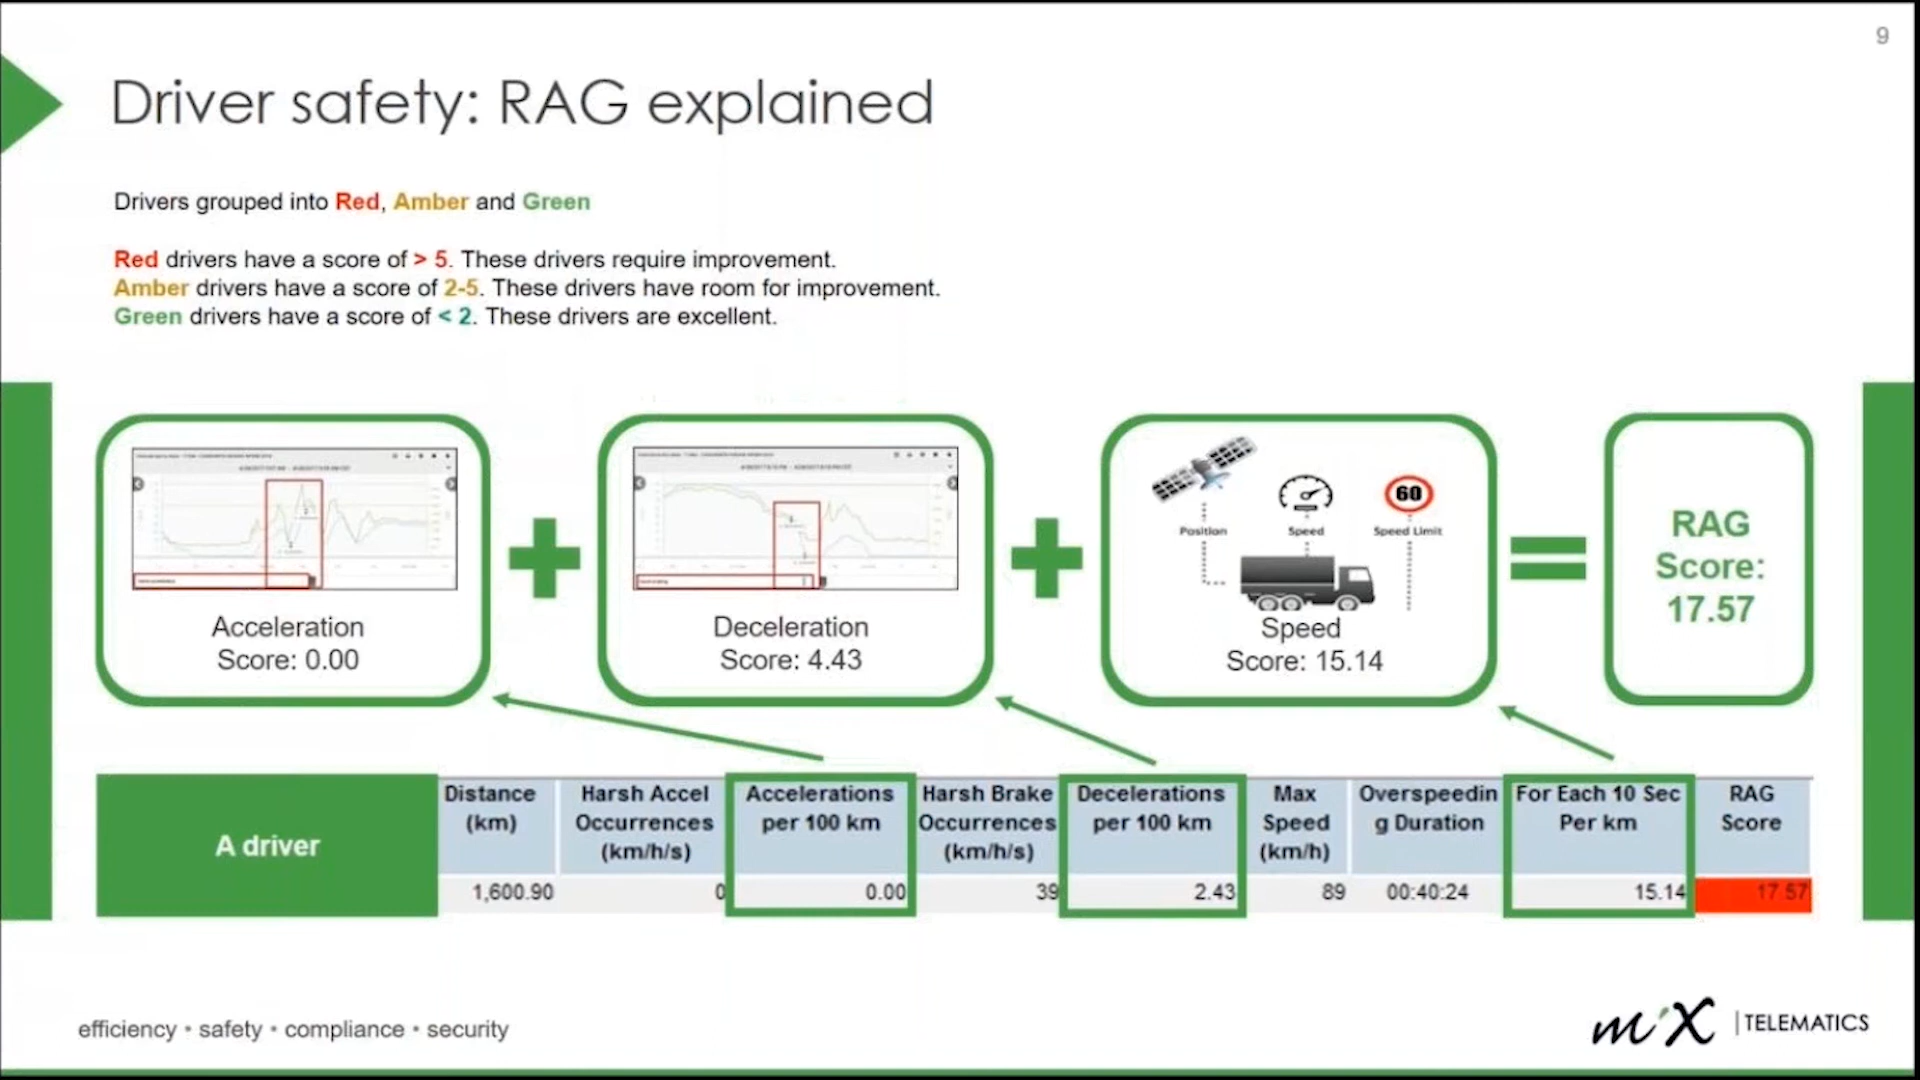 9
Driver safety: RAG explained
Drivers grouped into Red, Amber and Green
Red drivers have a score of > 5. These drivers require improvement.
Amber drivers have a score of 2-5. These drivers have room for improvement.
Green drivers have a score of < 2. These drivers are excellent.
Acceleration
Score: 0.00
Deceleration
Score: 4.43
Position
Speed
Speed Limit
60
Speed
Score: 15.14
RAG
Score:
17.57
A driver
Distance
(km)
Harsh Accel
Occurrences
(km/h/s)
Accelerations
per 100 km
Harsh Brake
Occurrences
(km/h/s)
Decelerations
per 100 km
Max
Speed
(km/h)
Overspeedin
g Duration
For Each 10 Sec
Per km
RAG
Score
1,600.90
0
0.00
39
2.43
89
00:40:24
15.14
17.57
efficiency • safety • compliance • security
mix | TELEMATICS